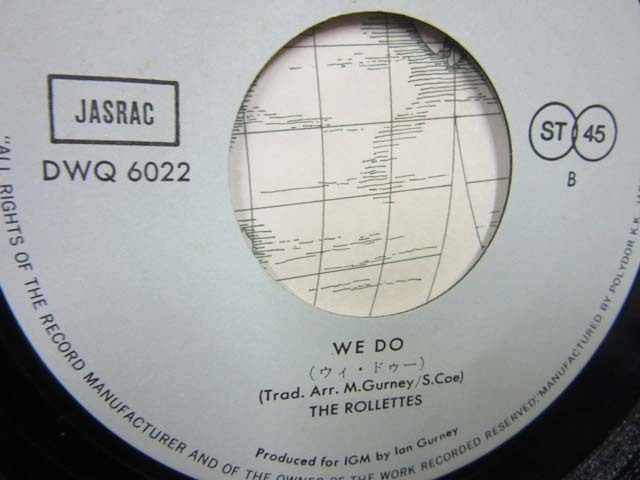 JASRAC
DWQ 6022
ST 45
B
WE DO
(ウィ・ドゥー)
(Trad. Arr. M.Gurney/S.Coe)
THE ROLLETTES
Produced for IGM by Ian Gurney
"ALL RIGHTS OF THE RECORD MANUFACTURER AND OF THE OWNER OF THE WORK RECORDED RESERVED. MANUFACTURED BY POLYDOR K.K.